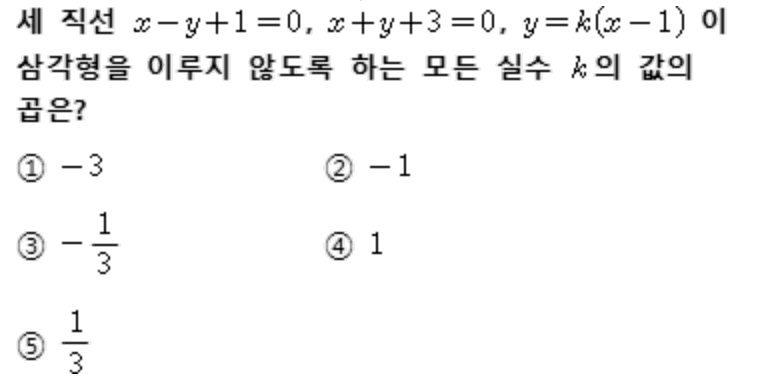 세 직선 x-y+1=0, x+y+3=0, y=k(x-1) 이
삼각형을 이루지 않도록 하는 모든 실수 k의 값의
곱은?
① -3 ② -1
③ -1/3 ④ 1
⑤ 1/3